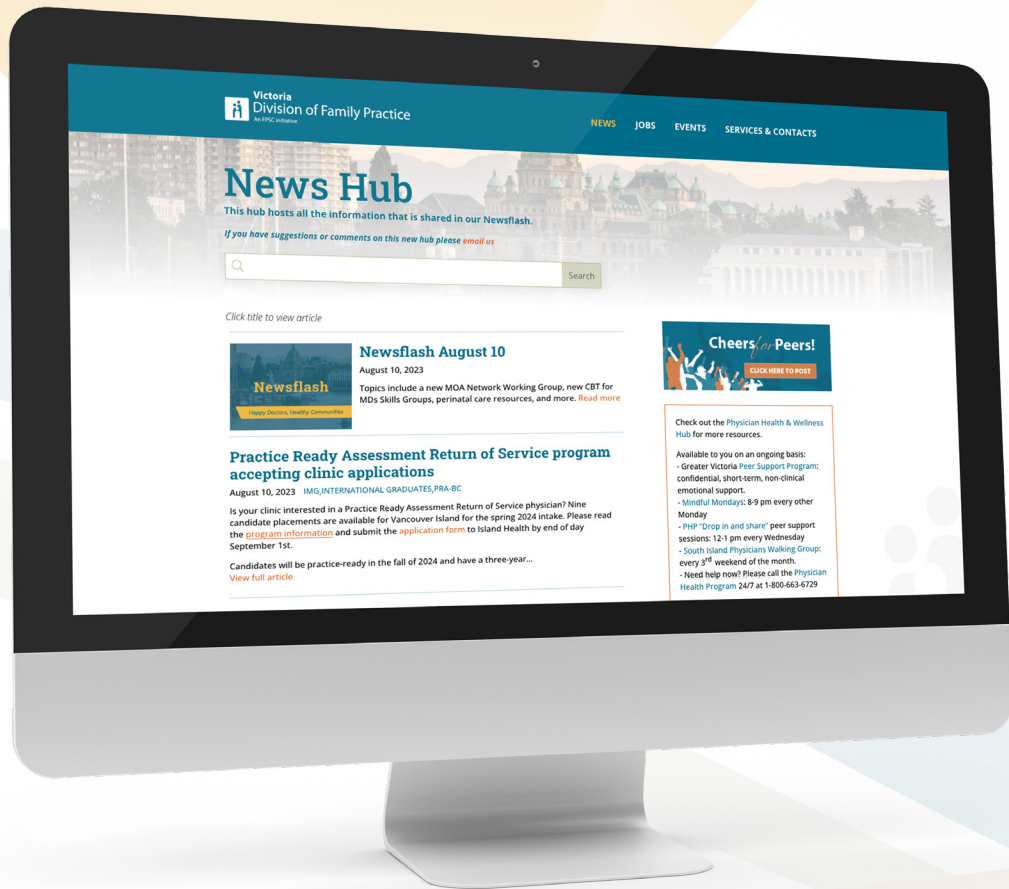 Victoria
Division of Family Practice
An FPSC Initiative
NEWS JOBS EVENTS SERVICES & CONTACTS
News Hub
This hub hosts all the information that is shared in our Newsflash.
If you have suggestions or comments on this new hub please email us
Search
Click title to view article
Newsflash
Happy Doctors, Healthy Communities
Newsflash August 10
August 10, 2023
Topics include a new MOA Network Working Group, new CBT for
MDs Skills Groups, perinatal care resources, and more. Read more
Practice Ready Assessment Return of Service program
accepting clinic applications
August 10, 2023 IMG,INTERNATIONAL GRADUATES,PRA-BC
Is your clinic interested in a Practice Ready Assessment Return of Service physician? Nine
candidate placements are available for Vancouver Island for the spring 2024 intake. Please read
the program information and submit the application form to Island Health by end of day
September 1st.
Candidates will be practice-ready in the fall of 2024 and have a three-year...
View full article
Cheers for Peers!
CLICK HERE TO POST
Check out the Physician Health & Wellness
Hub for more resources.
Available to you on an ongoing basis:
- Greater Victoria Peer Support Program:
confidential, short-term, non-clinical
emotional support.
- Mindful Mondays: 8-9 pm every other
Monday
- PHP "Drop in and share" peer support
sessions: 12-1 pm every Wednesday
- South Island Physicians Walking Group:
every 3rd weekend of the month.
- Need help now? Please call the Physician
Health Program 24/7 at 1-800-663-6729